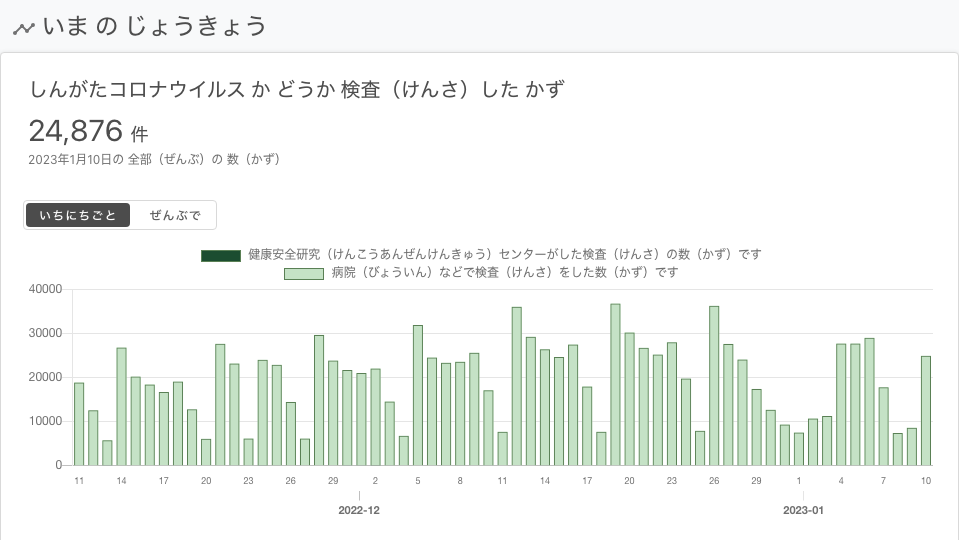 いま の じょうきょう
しんがたコロナウイルス か どうか 検査（けんさ）した かず
24,876 件
2023年1月10日の 全部（ぜんぶ）の 数（かず）
いちにちごと ぜんぶで
健康安全研究（けんこうあんぜんけんきゅう）センターがした検査（けんさ）の数（かず）です
病院（びょういん）などで検査（けんさ）をした数（かず）です
40000
30000
20000
10000
0
11 14 17 20 23 26 29 2 5 8 11 14 17 20 23 26 29 1 4 7 10
2022-12 2023-01